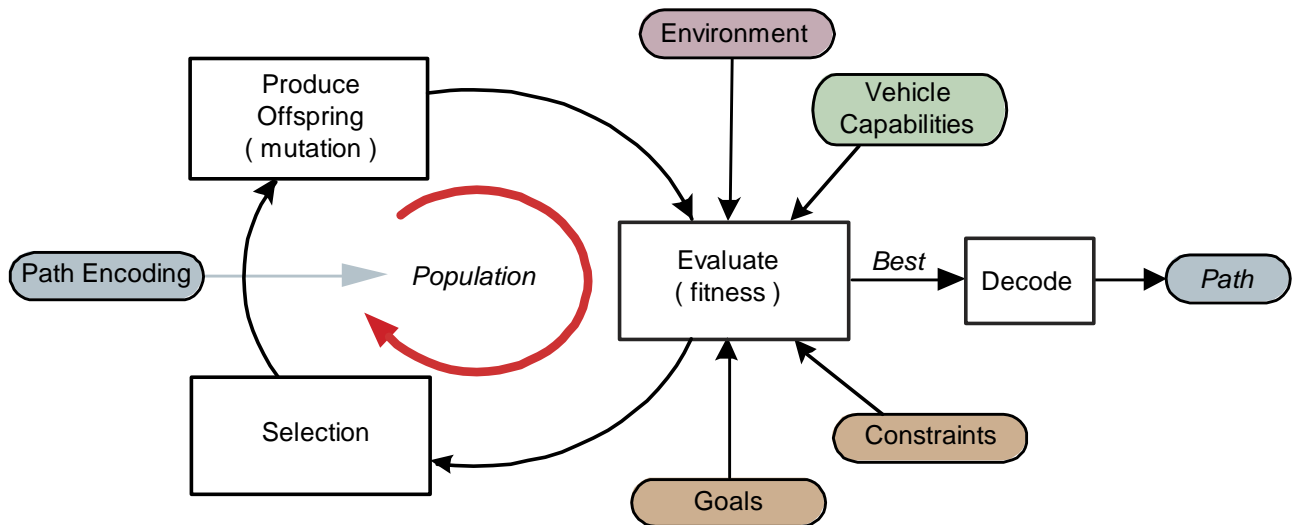 Environment
Produce
Offspring
( mutation )
Vehicle
Capabilities
Path Encoding
Population
Evaluate
( fitness )
Best
Decode
Path
Selection
Constraints
Goals